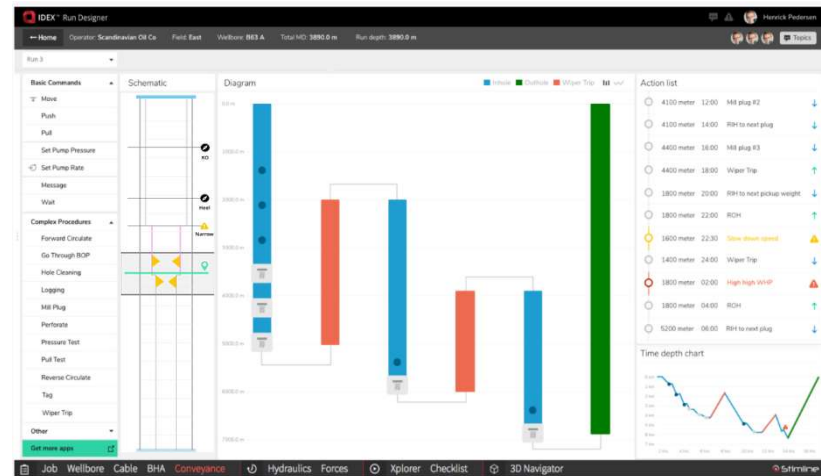 IDEX™ Run Designer
Henrick Pedersen
←Home Operator: Scandinavian Oil Co Field: East Wellbore: B63 A Total MD: 3890.0 m Run depth: 3890.0 m
Topics
Run 3
Basic Commands
Move
Push
Pull
Set Pump Pressure
Set Pump Rate
Message
Wait
Complex Procedures
Forward Circulate
Go Through BOP
Hole Cleaning
Logging
Mill Plug
Perforate
Pressure Test
Pull Test
Reverse Circulate
Tag
Wiper Trip
Other
Get more apps
Schematic
XO
Heel
Narrow
Diagram
Inhole Outhole Wiper Trip
Action list
4100 meter 12:00 Mill plug #2
4100 meter 14:00 RIH to next plug
4400 meter 16:00 Mill plug #3
4400 meter 18:00 Wiper Trip
1800 meter 20:00 RIH to next pickup weight
1800 meter 22:00 ROH
1600 meter 22:30 Slow down speed
1400 meter 24:00 Wiper Trip
1800 meter 02:00 High high WHP
1800 meter 04:00 ROH
5200 meter 06:00 RIH to next plug
Time depth chart
Job Wellbore Cable BHA Conveyance Hydraulics Forces Xplorer Checklist 3D Navigator
Stimline